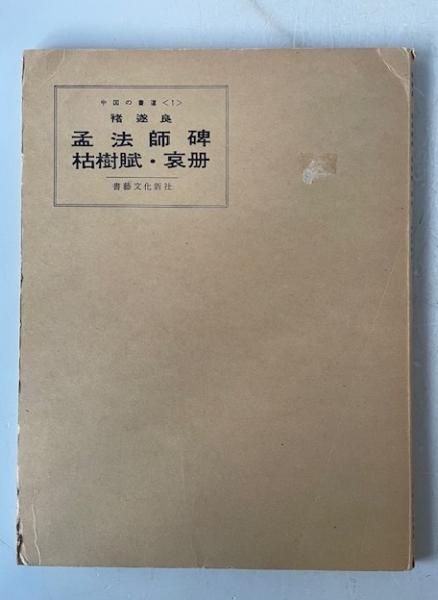 中国の書道<1>
褚遂良
孟法師碑
枯樹賦・哀册
書藝文化新社